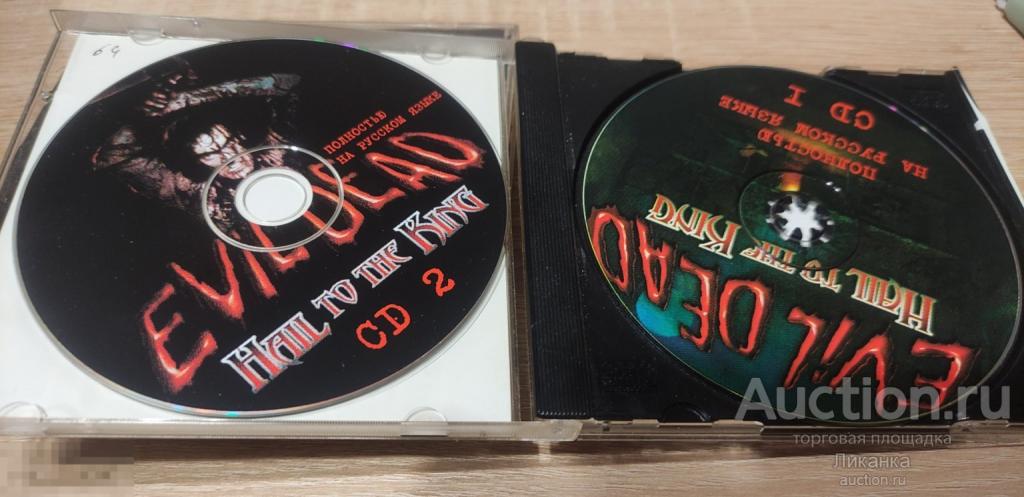 64
ПОЛНОСТЬЮ
НА РУССКОМ ЯЗЫКЕ
EVIL DEAD
HAIL TO THE KING
CD 2
EVIL DEAD
HAIL TO THE KING
ПОЛНОСТЬЮ
НА РУССКОМ ЯЗЫКЕ
CD I
Auction.ru
торговая площадка
Ликанка
auction.ru